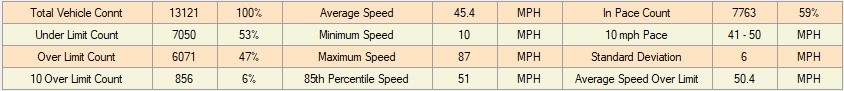 Total Vehicle Connt 13121 100% Average Speed 45.4 MPH In Pace Count 7763 59%
Under Limit Count 7050 53% Minimum Speed 10 MPH 10 mph Pace 41 - 50 MPH
Over Limit Count 6071 47% Maximum Speed 87 MPH Standard Deviation 6 MPH
10 Over Limit Count 856 6% 85th Percentile Speed 51 MPH Average Speed Over Limit 50.4 MPH